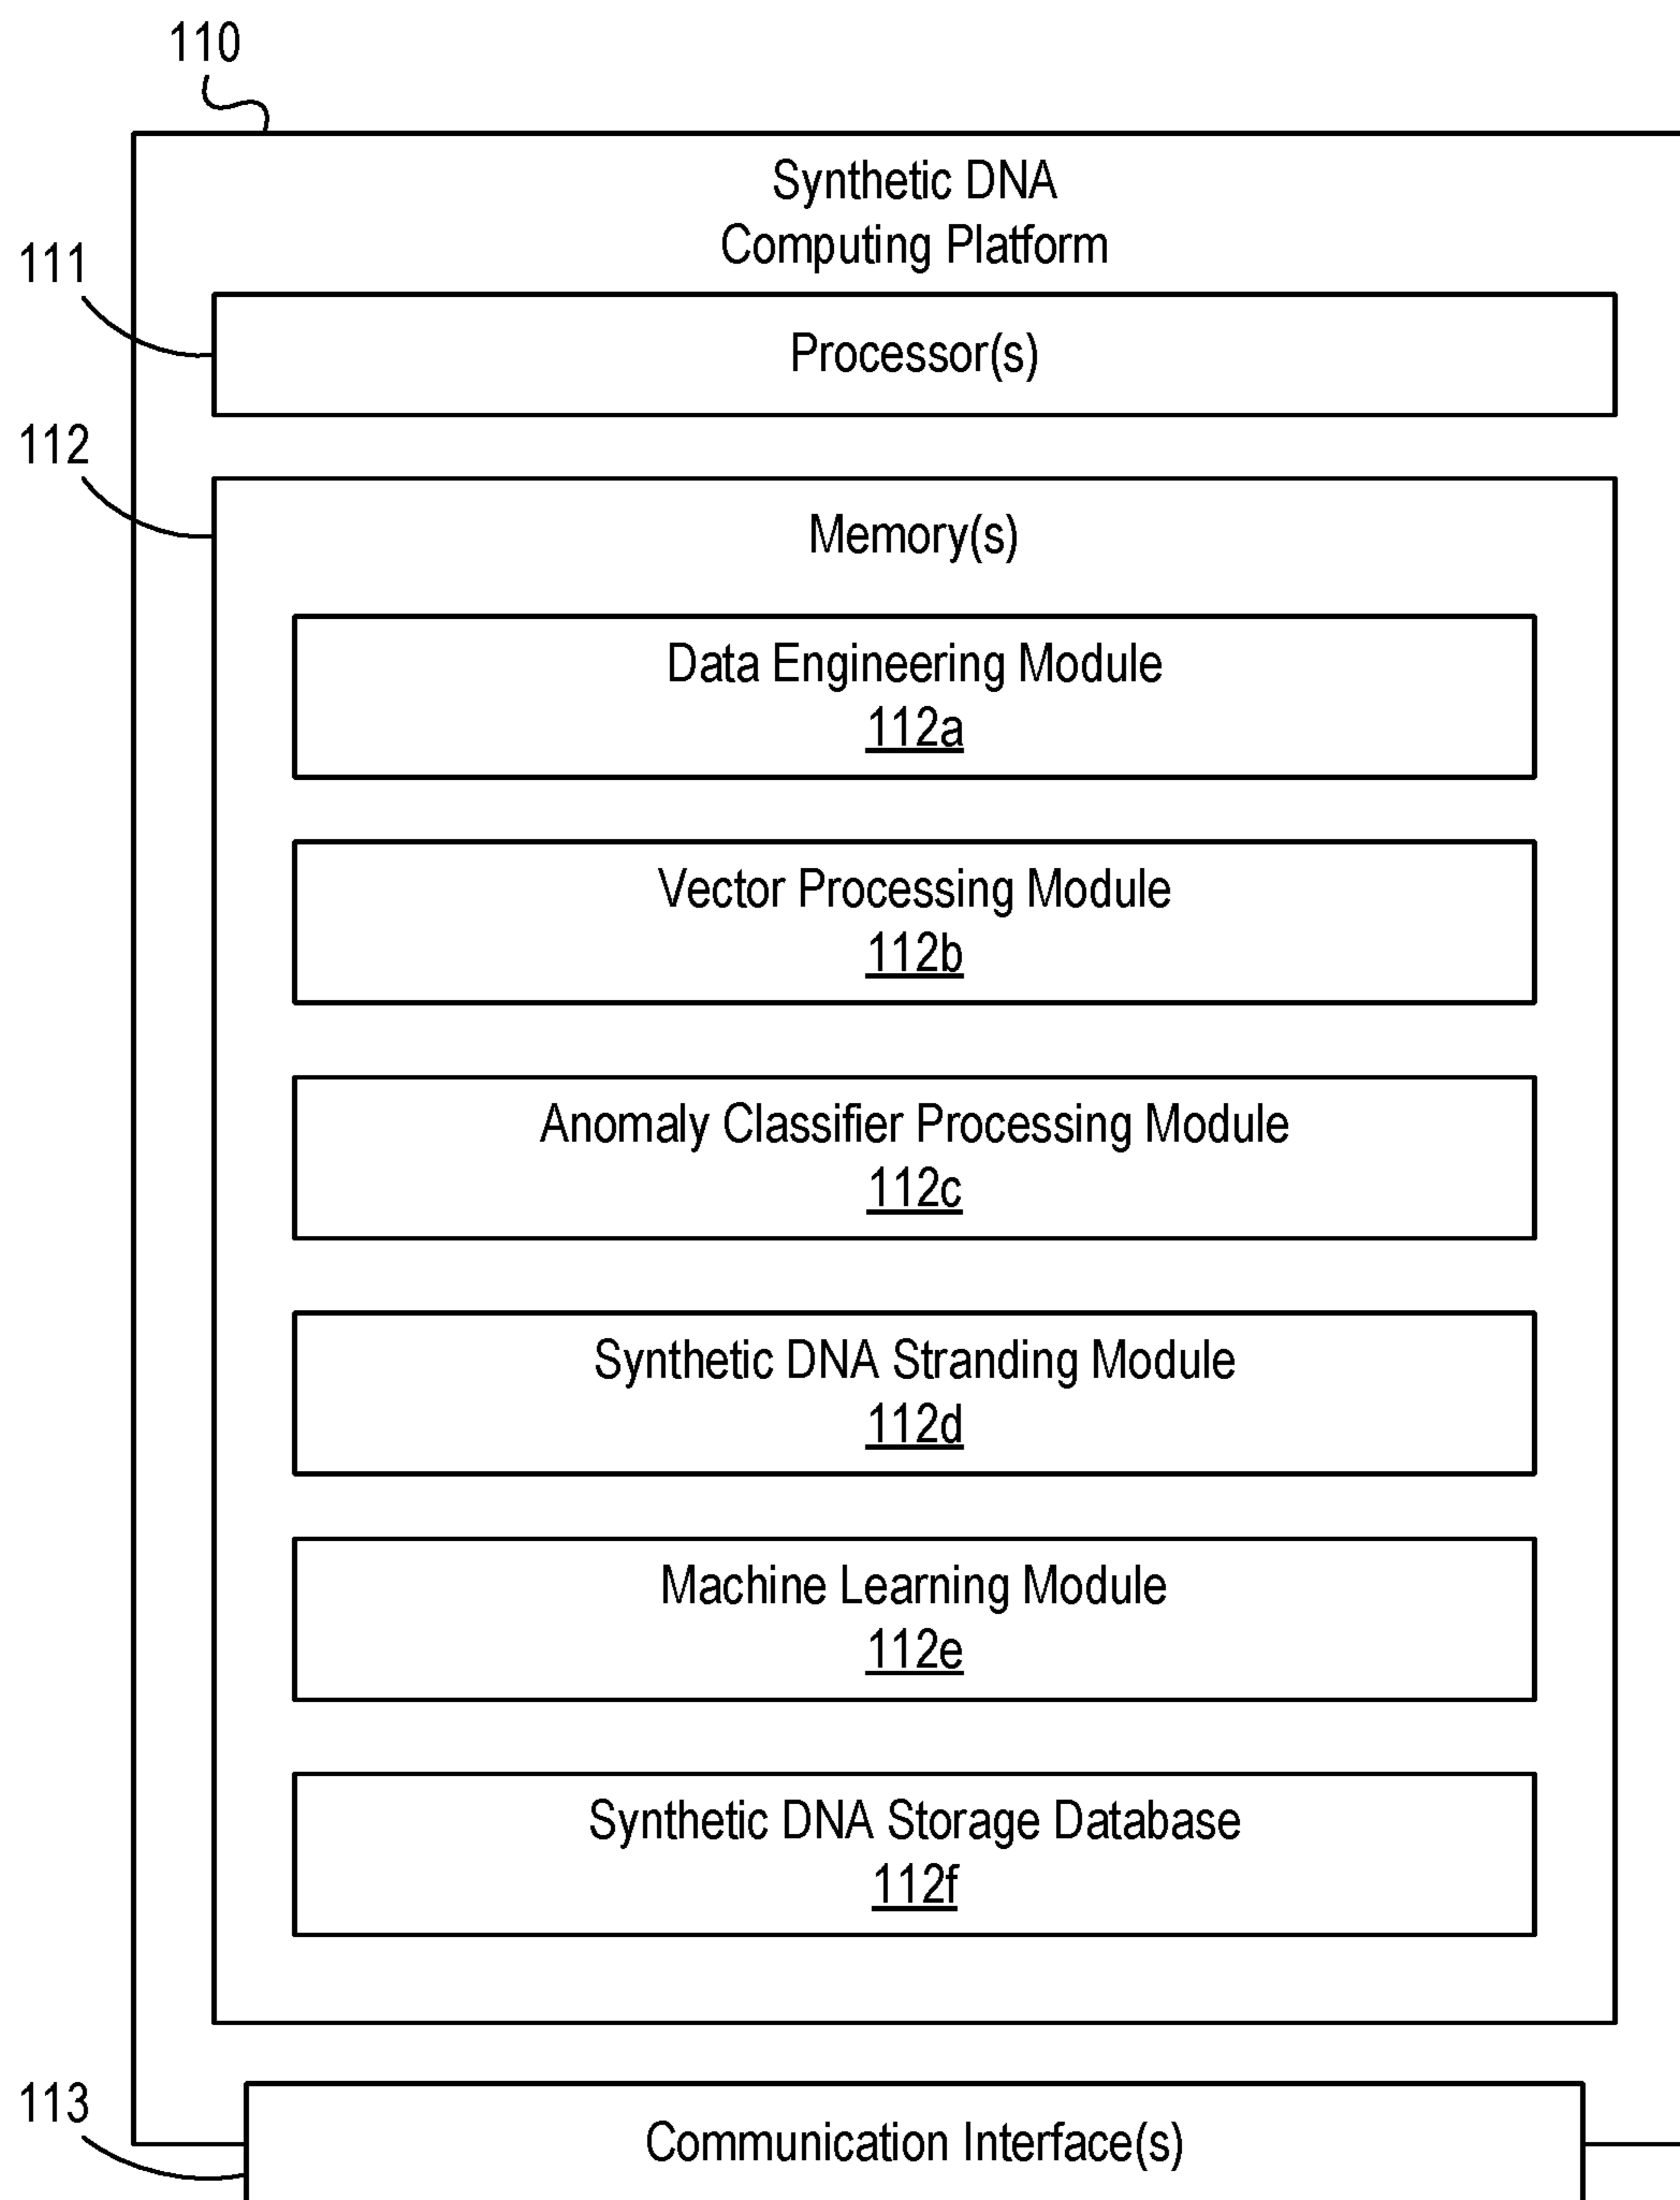 110
Synthetic DNA
Computing Platform
111
Processor(s)
112
Memory(s)
Data Engineering Module
112a
Vector Processing Module
112b
Anomaly Classifier Processing Module
112c
Synthetic DNA Stranding Module
112d
Machine Learning Module
112e
Synthetic DNA Storage Database
112f
113
Communication Interface(s)